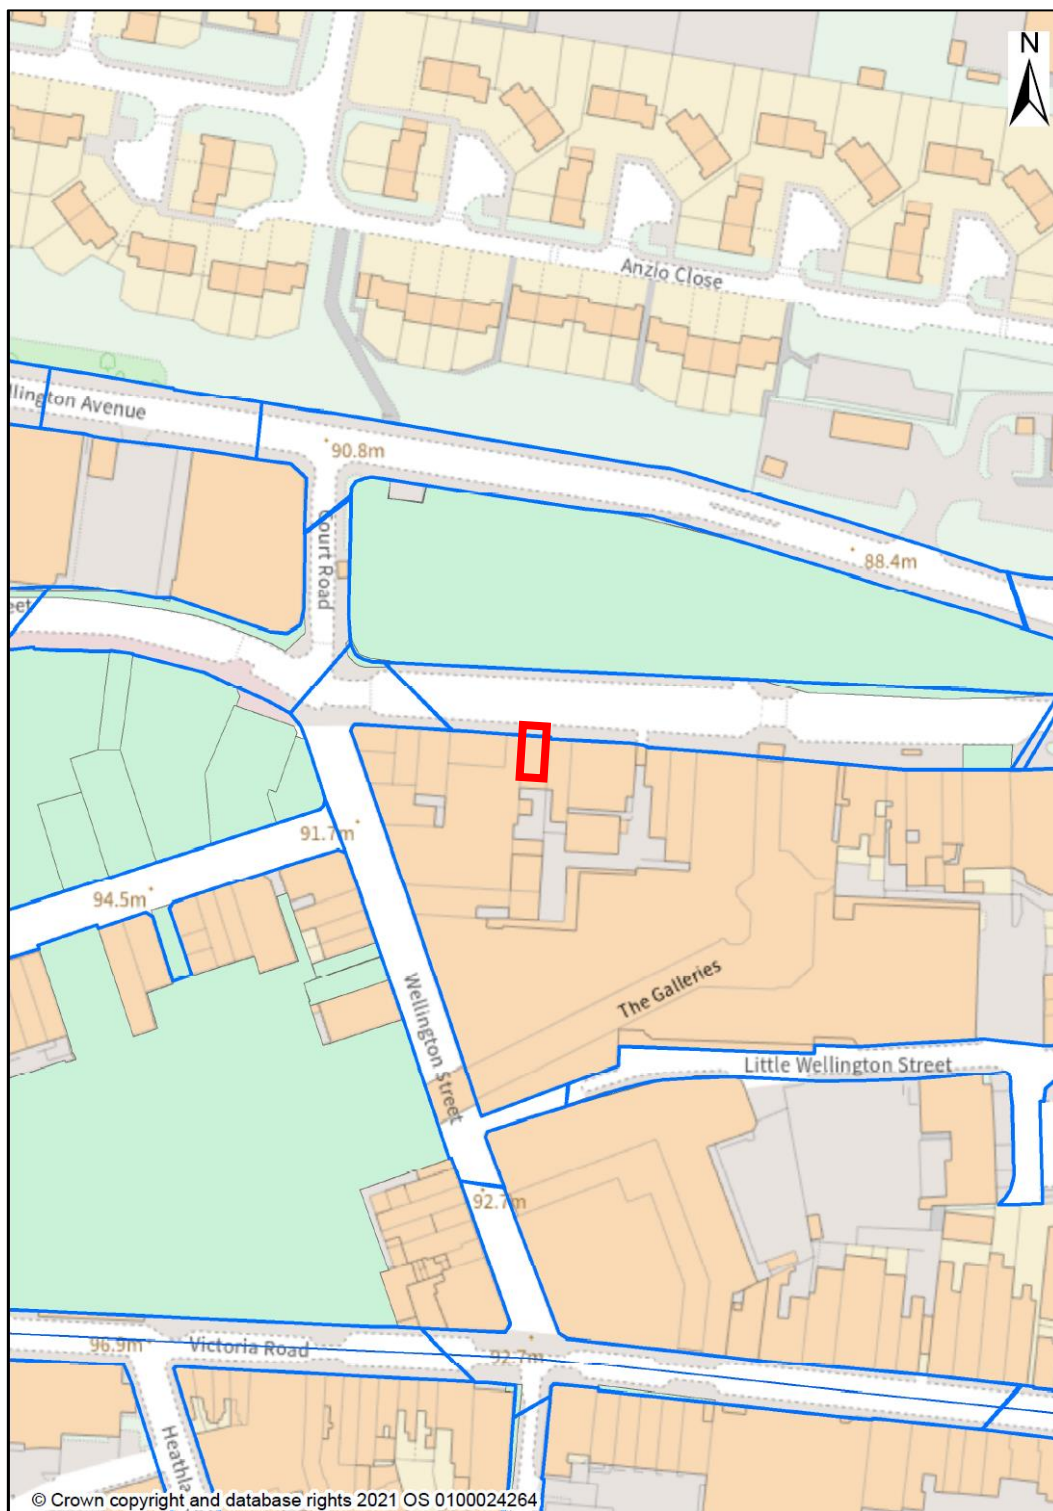 N
Anzio Close
llington Avenue
90.8m
Court Road
88.4m
eet
91.7m
94.5m
Wellington Street
The Galleries
Little Wellington Street
92.7m
96.9m
Victoria Road
92.7m
Heathla
© Crown copyright and database rights 2021 OS 0100024264